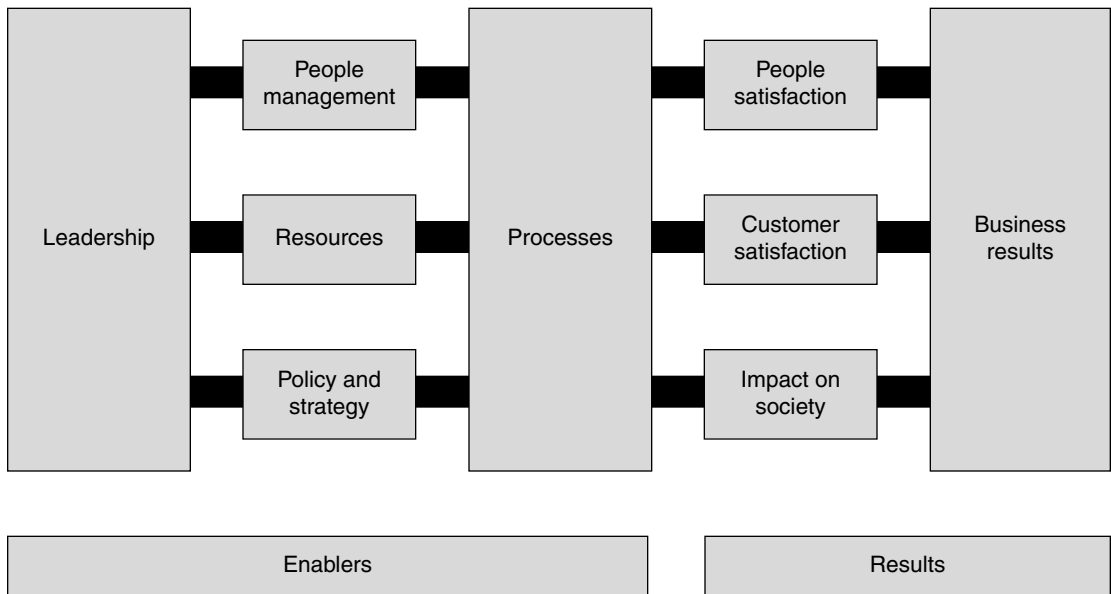 People
management
People
satisfaction
Leadership
Resources
Processes
Customer
satisfaction
Business
results
Policy and
strategy
Impact on
society
Enablers
Results